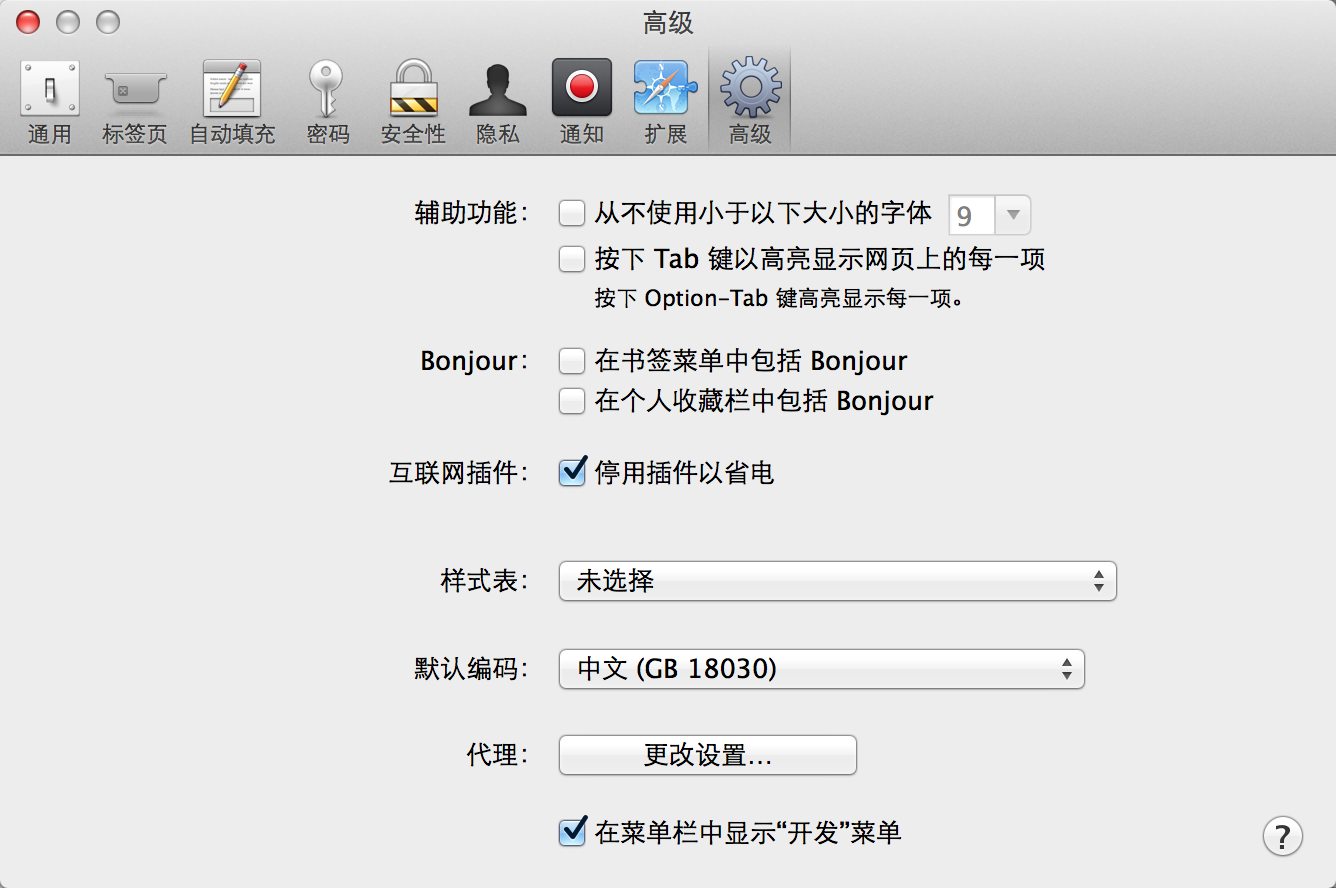 高级
通用 标签页 自动填充 密码 安全性 隐私 通知 扩展 高级
辅助功能： 从不使用小于以下大小的字体 9
按下 Tab 键以高亮显示网页上的每一项
按下 Option-Tab 键高亮显示每一项。
Bonjour： 在书签菜单中包括 Bonjour
在个人收藏栏中包括 Bonjour
互联网插件： 停用插件以省电
样式表： 未选择
默认编码： 中文 (GB 18030)
代理： 更改设置...
在菜单栏中显示“开发”菜单
?